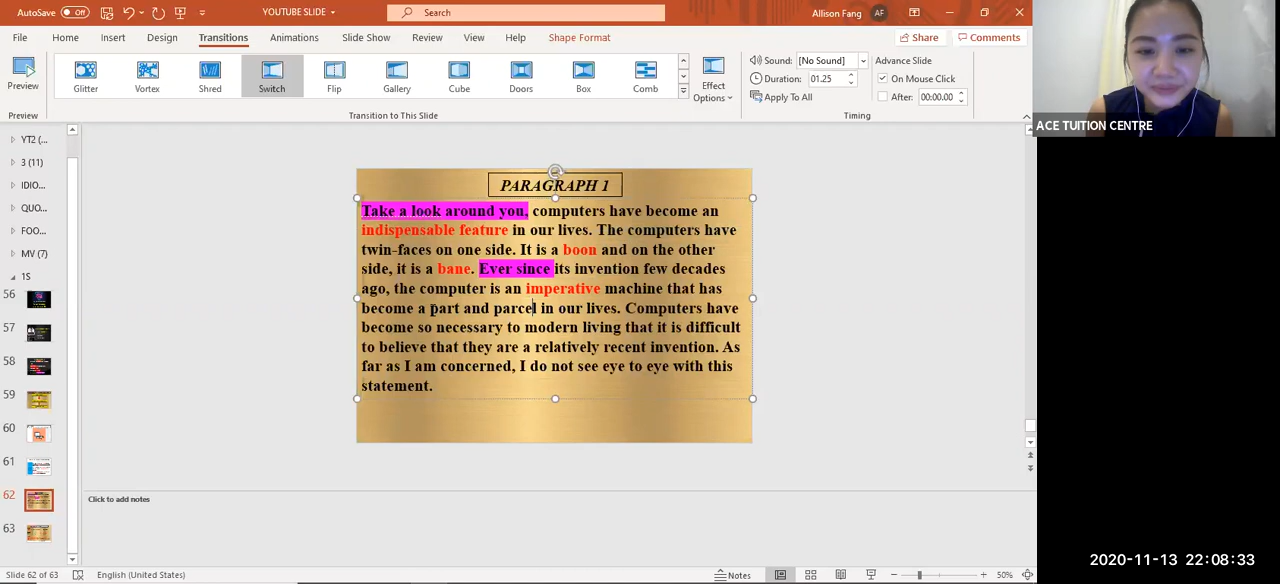 AutoSave Off YOUTUBE SLIDE Search Allison Fang AF
File Home Insert Design Transitions Animations Slide Show Review View Help Shape Format Share Comments
Preview Glitter Vortex Shred Switch Flip Gallery Cube Doors Box Comb Effect Options
Sound: [No Sound] Advance Slide
Duration: 01.25 On Mouse Click
Apply To All After: 00:00.00
Preview Transition to This Slide Timing
ACE TUITION CENTRE
YT2 (...
3 (11)
IDIO...
QUO...
FOO...
MV (7)
1S
56
57
58
59
60
61
62
63
PARAGRAPH 1
Take a look around you, computers have become an
indispensable feature in our lives. The computers have
twin-faces on one side. It is a boon and on the other
side, it is a bane. Ever since its invention few decades
ago, the computer is an imperative machine that has
become a part and parcel in our lives. Computers have
become so necessary to modern living that it is difficult
to believe that they are a relatively recent invention. As
far as I am concerned, I do not see eye to eye with this
statement.
Click to add notes
2020-11-13 22:08:33
Slide 62 of 63 English (United States) Notes 50%